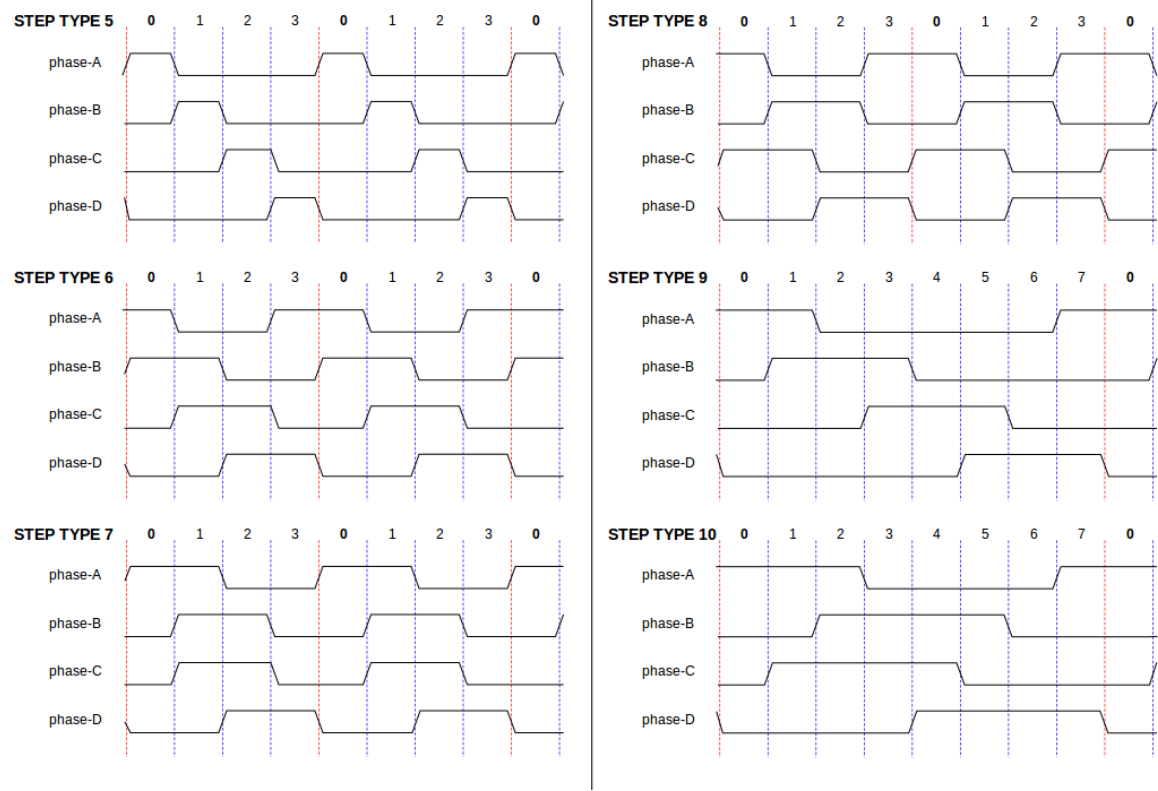 STEP TYPE 5 0 1 2 3 0 1 2 3 0
phase-A
phase-B
phase-C
phase-D
STEP TYPE 6 0 1 2 3 0 1 2 3 0
phase-A
phase-B
phase-C
phase-D
STEP TYPE 7 0 1 2 3 0 1 2 3 0
phase-A
phase-B
phase-C
phase-D
STEP TYPE 8 0 1 2 3 0 1 2 3 0
phase-A
phase-B
phase-C
phase-D
STEP TYPE 9 0 1 2 3 4 5 6 7 0
phase-A
phase-B
phase-C
phase-D
STEP TYPE 10 0 1 2 3 4 5 6 7 0
phase-A
phase-B
phase-C
phase-D